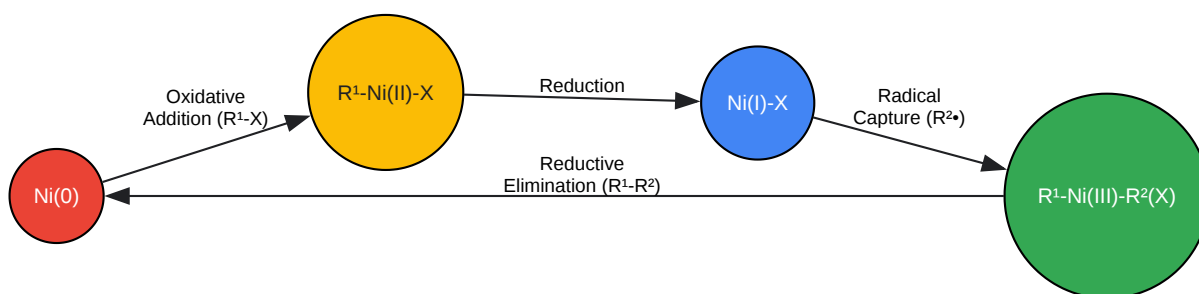 Ni(0)
Oxidative
Addition (R¹-X)
R¹-Ni(II)-X
Reduction
Ni(I)-X
Radical
Capture (R²•)
R¹-Ni(III)-R²(X)
Reductive
Elimination (R¹-R²)